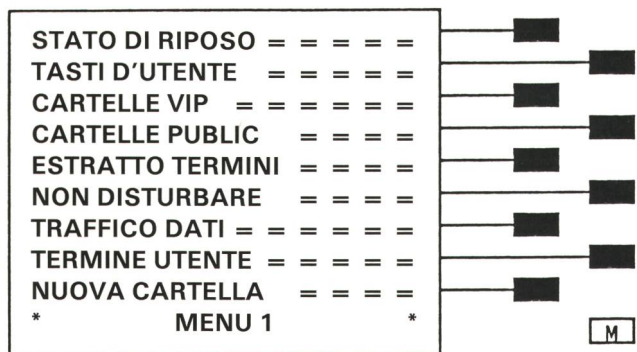 STATO DI RIPOSO = = = = =
TASTI D'UTENTE = = = = =
CARTELLE VIP = = = = = =
CARTELLE PUBLIC = = = =
ESTRATTO TERMINI = = = =
NON DISTURBARE = = = =
TRAFFICO DATI = = = = =
TERMINE UTENTE = = = = =
NUOVA CARTELLA = = = =
* MENU 1 *
M